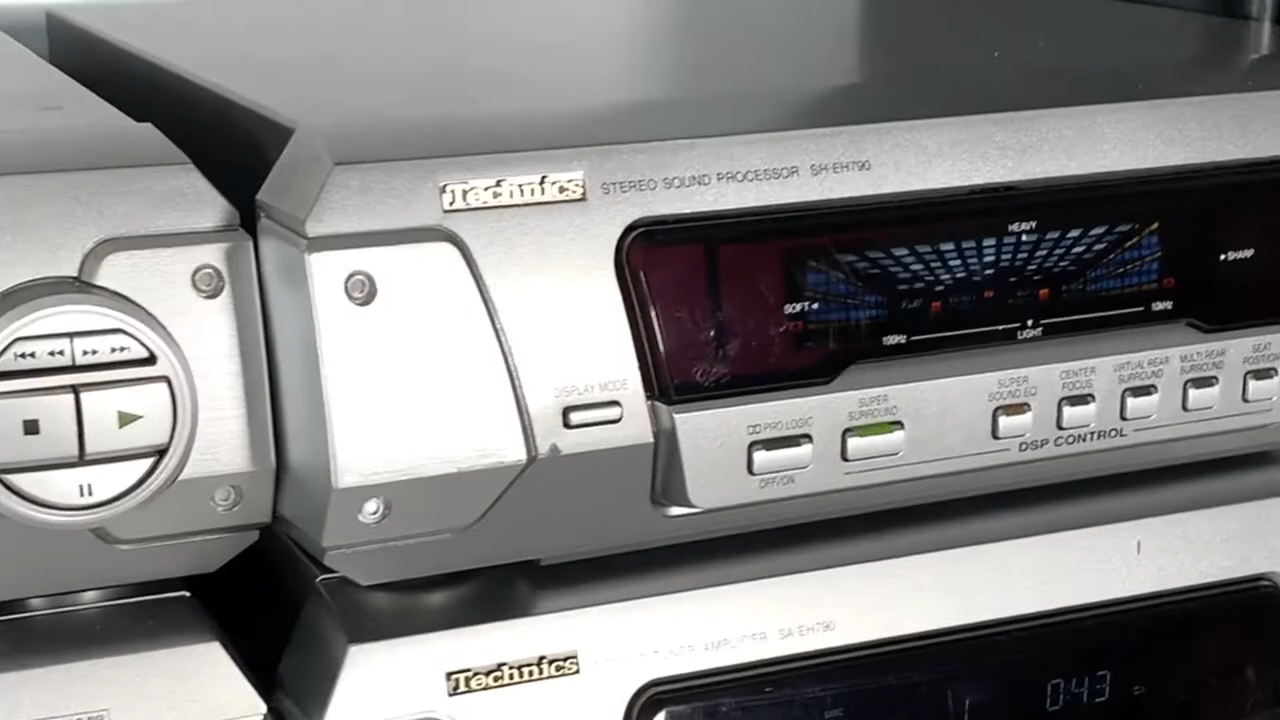 Technics STEREO SOUND PROCESSOR SH-EH790
HEAVY
SHARP
SOFT
FLAT
100Hz
10kHz
LIGHT
DISPLAY MODE
PRO LOGIC
OFF/ON
SUPER
SURROUND
SUPER
SOUND EQ
CENTER
FOCUS
VIRTUAL REAR
SURROUND
MULTI REAR
SURROUND
SEAT
POSITION
DSP CONTROL
Technics
AMPLIFIER SA-EH790
0:43